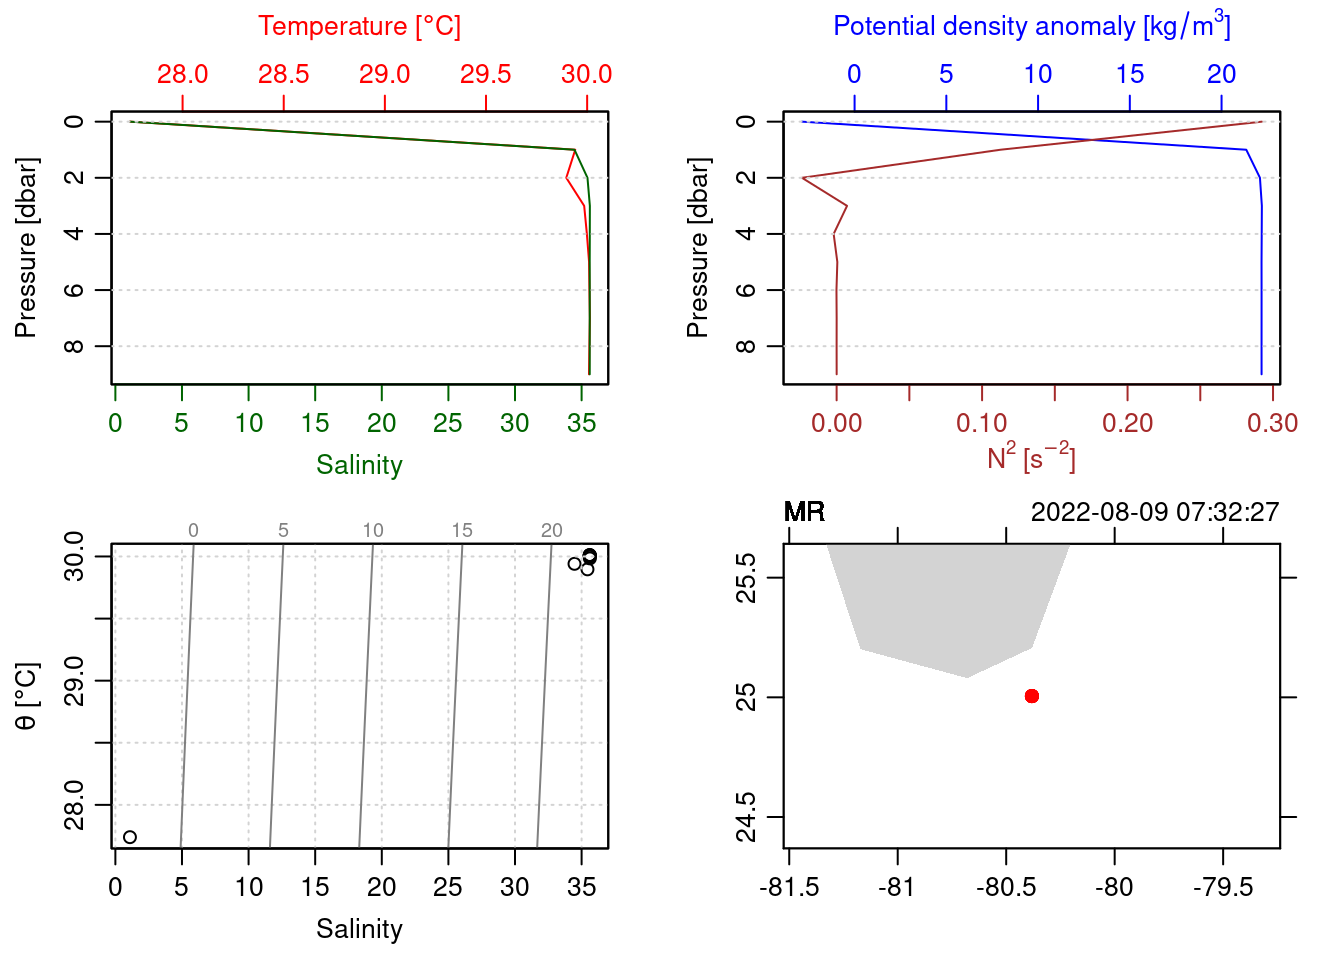 Temperature [°C]
28.0 28.5 29.0 29.5 30.0
0
2
4
6
8
Pressure [dbar]
0 5 10 15 20 25 30 35
Salinity
Potential density anomaly [kg/m³]
0 5 10 15 20
0
2
4
6
8
Pressure [dbar]
0.00 0.10 0.20 0.30
N² [s⁻²]
0 5 10 15 20
30.0
29.0
28.0
θ [°C]
0 5 10 15 20 25 30 35
Salinity
MR 2022-08-09 07:32:27
25.5
25
24.5
-81.5 -81 -80.5 -80 -79.5